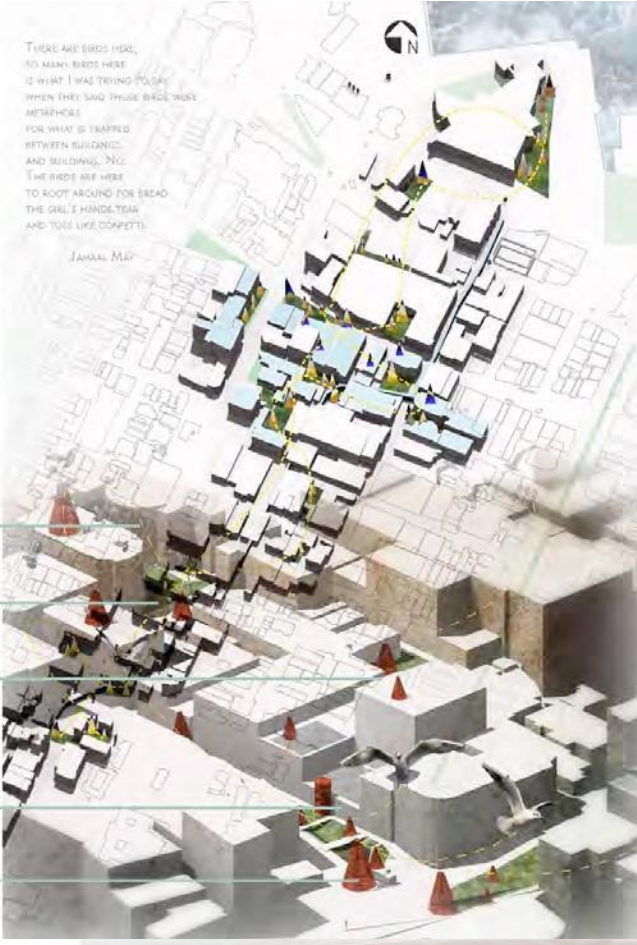 THERE ARE BIRDS HERE,
SO MANY BIRDS HERE
IS WHAT I WAS TRYING TO SAY
WHEN THEY SAID THOSE BIRDS WERE
METAPHORS
FOR WHAT IS TRAPPED
BETWEEN BUILDINGS
AND BUILDINGS. NO.
THE BIRDS ARE HERE
TO ROOT AROUND FOR BREAD
THE GIRL'S HANDS TEAR
AND TOSS LIKE CONFETTI.
JAMAAL MAY
N